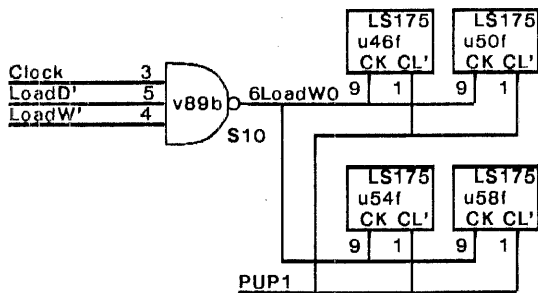 LS175 LS175
u46f u50f
CK CL' CK CL'
Clock 3
LoadD' 5
LoadW' 4
v89b
6LoadW0
S10
9 1 9 1
LS175 LS175
u54f u58f
CK CL' CK CL'
9 1 9 1
PUP1